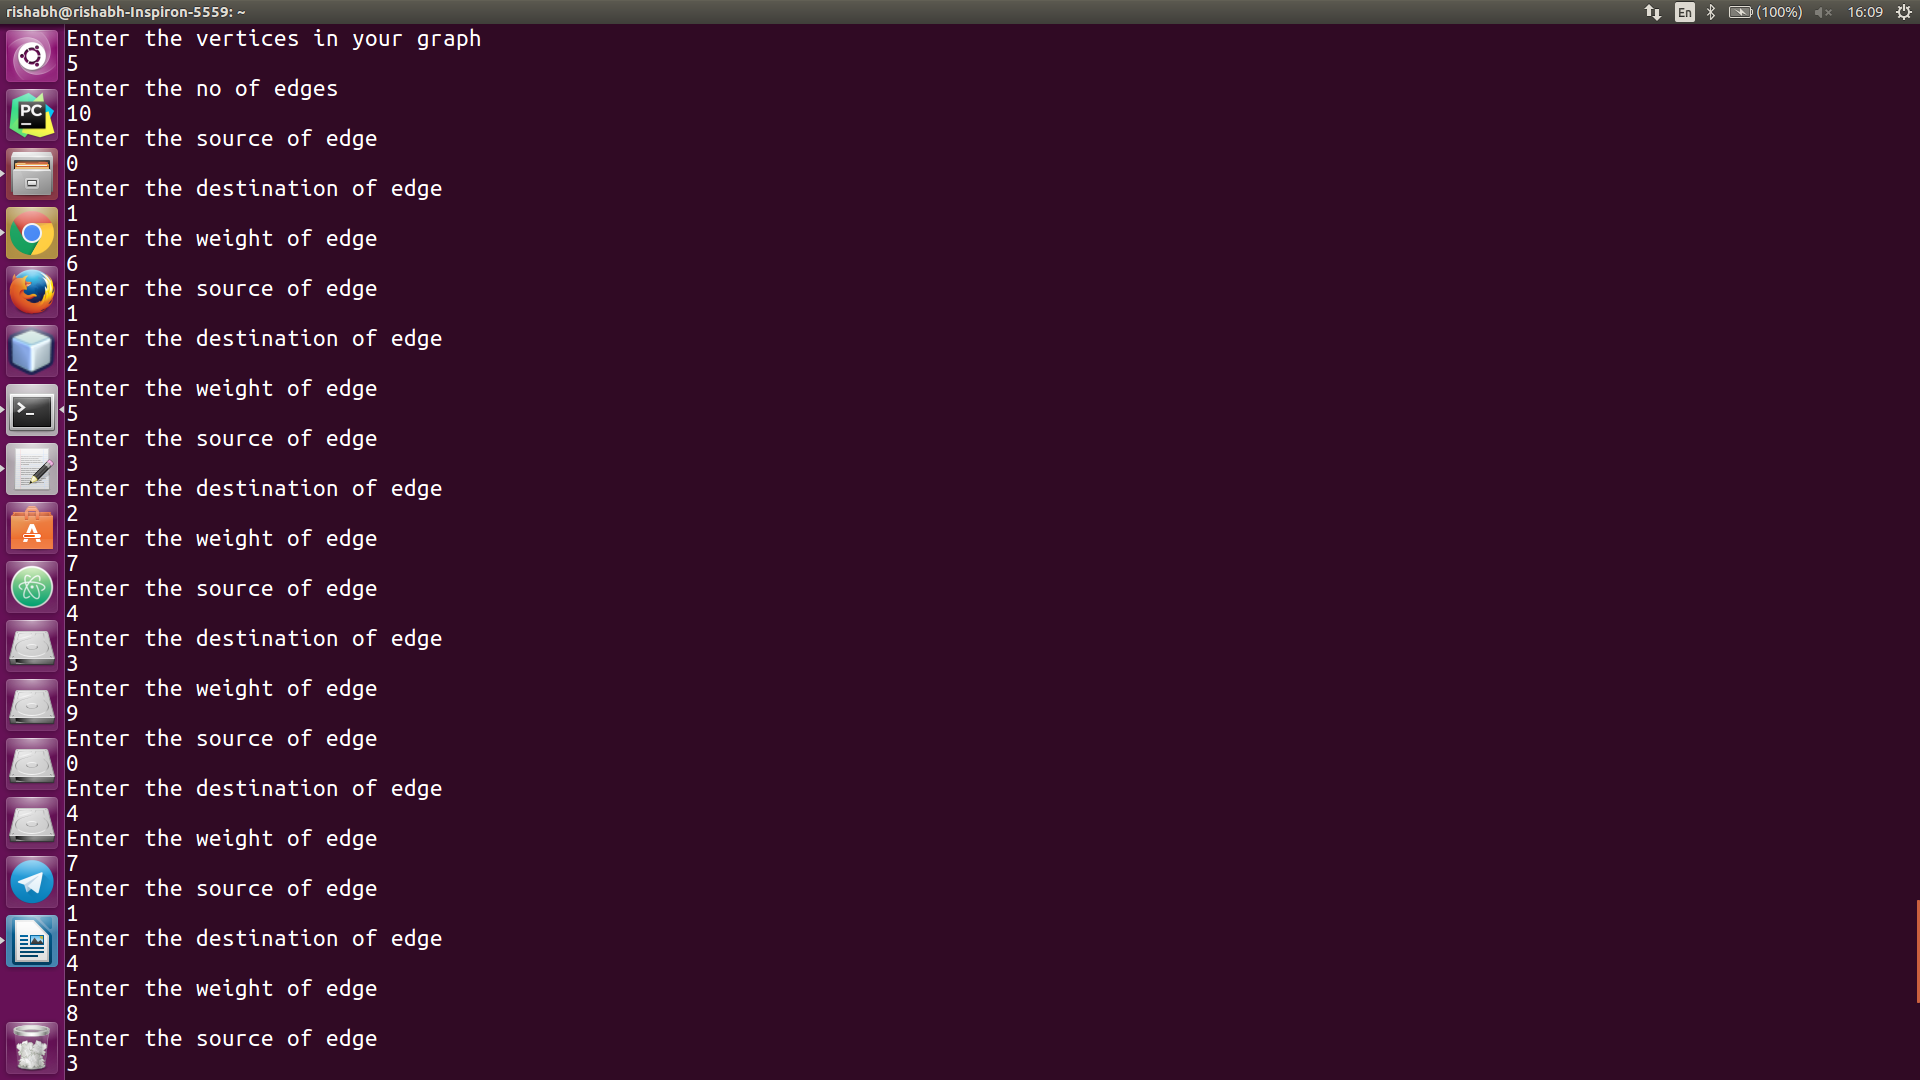 rishabh@rishabh-Inspiron-5559: ~
En (100%) 16:09
Enter the vertices in your graph
5
Enter the no of edges
10
Enter the source of edge
0
Enter the destination of edge
1
Enter the weight of edge
6
Enter the source of edge
1
Enter the destination of edge
2
Enter the weight of edge
5
Enter the source of edge
3
Enter the destination of edge
2
Enter the weight of edge
7
Enter the source of edge
4
Enter the destination of edge
3
Enter the weight of edge
9
Enter the source of edge
0
Enter the destination of edge
4
Enter the weight of edge
7
Enter the source of edge
1
Enter the destination of edge
4
Enter the weight of edge
8
Enter the source of edge
3
PC